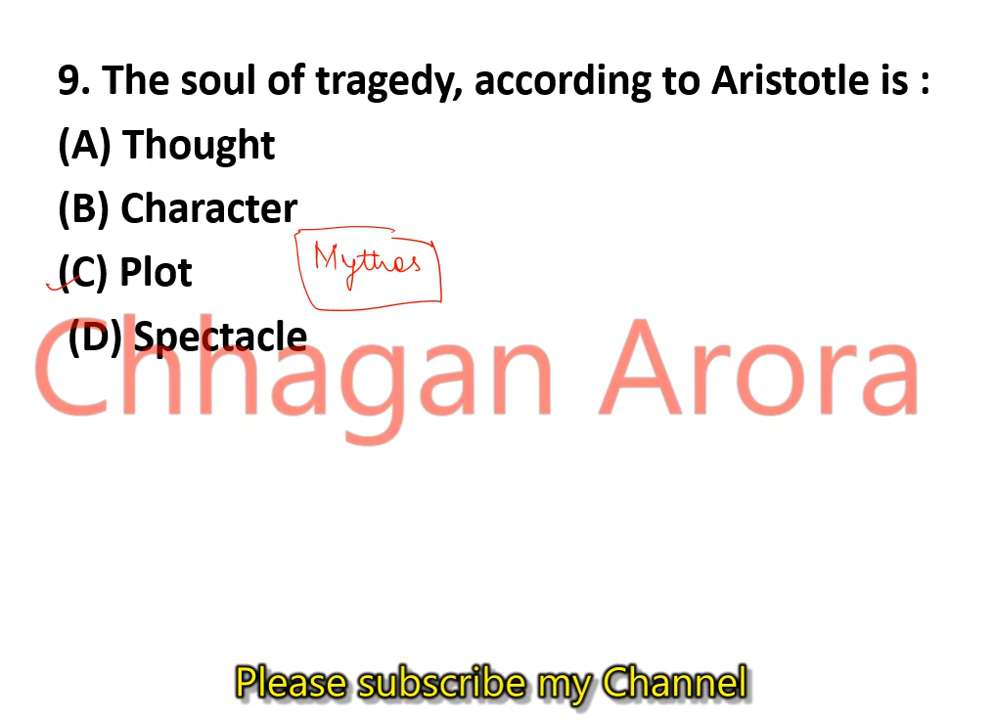 9. The soul of tragedy, according to Aristotle is :
(A) Thought
(B) Character
(C) Plot
Mythos
(D) Spectacle
Chhagan Arora
Please subscribe my Channel